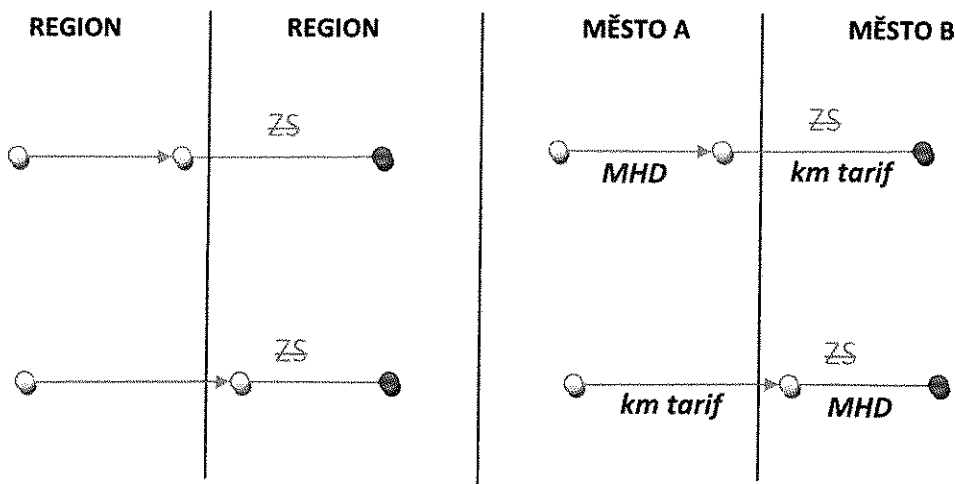 REGION REGION MĚSTO A MĚSTO B
ZS ZS
MHD km tarif
ZS ZS
km tarif MHD